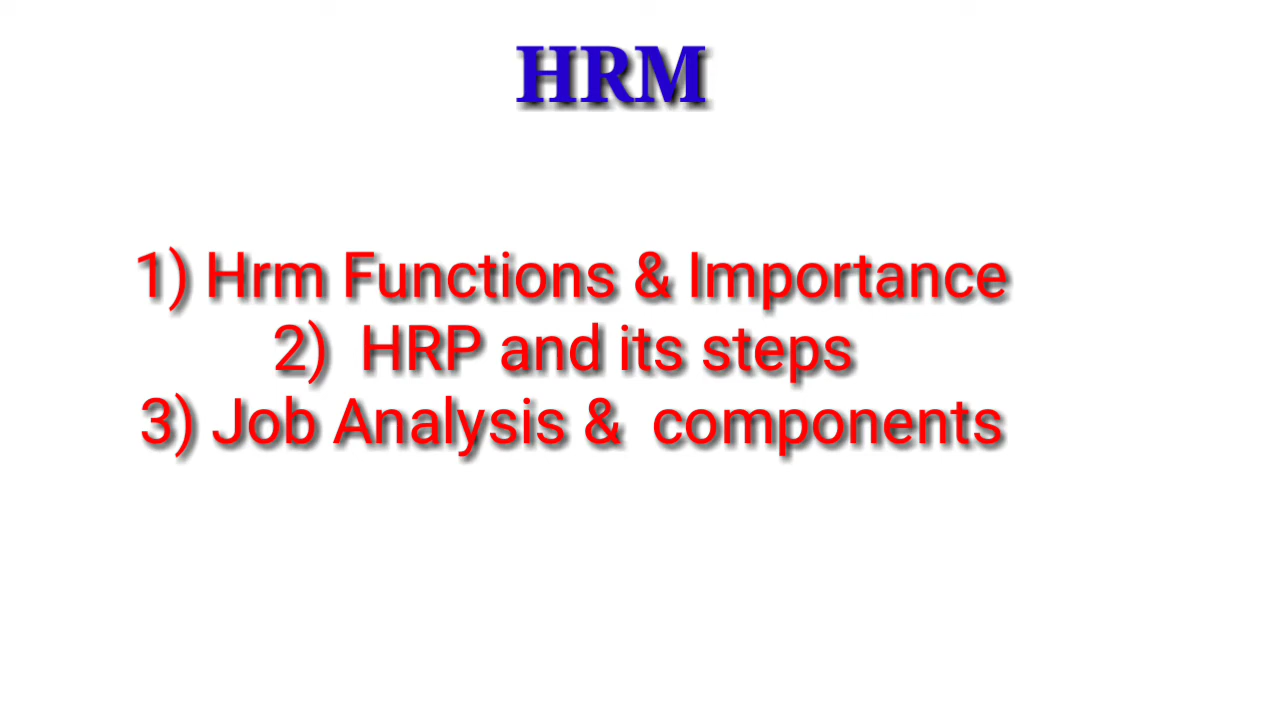 HRM
1) Hrm Functions & Importance
2) HRP and its steps
3) Job Analysis & components